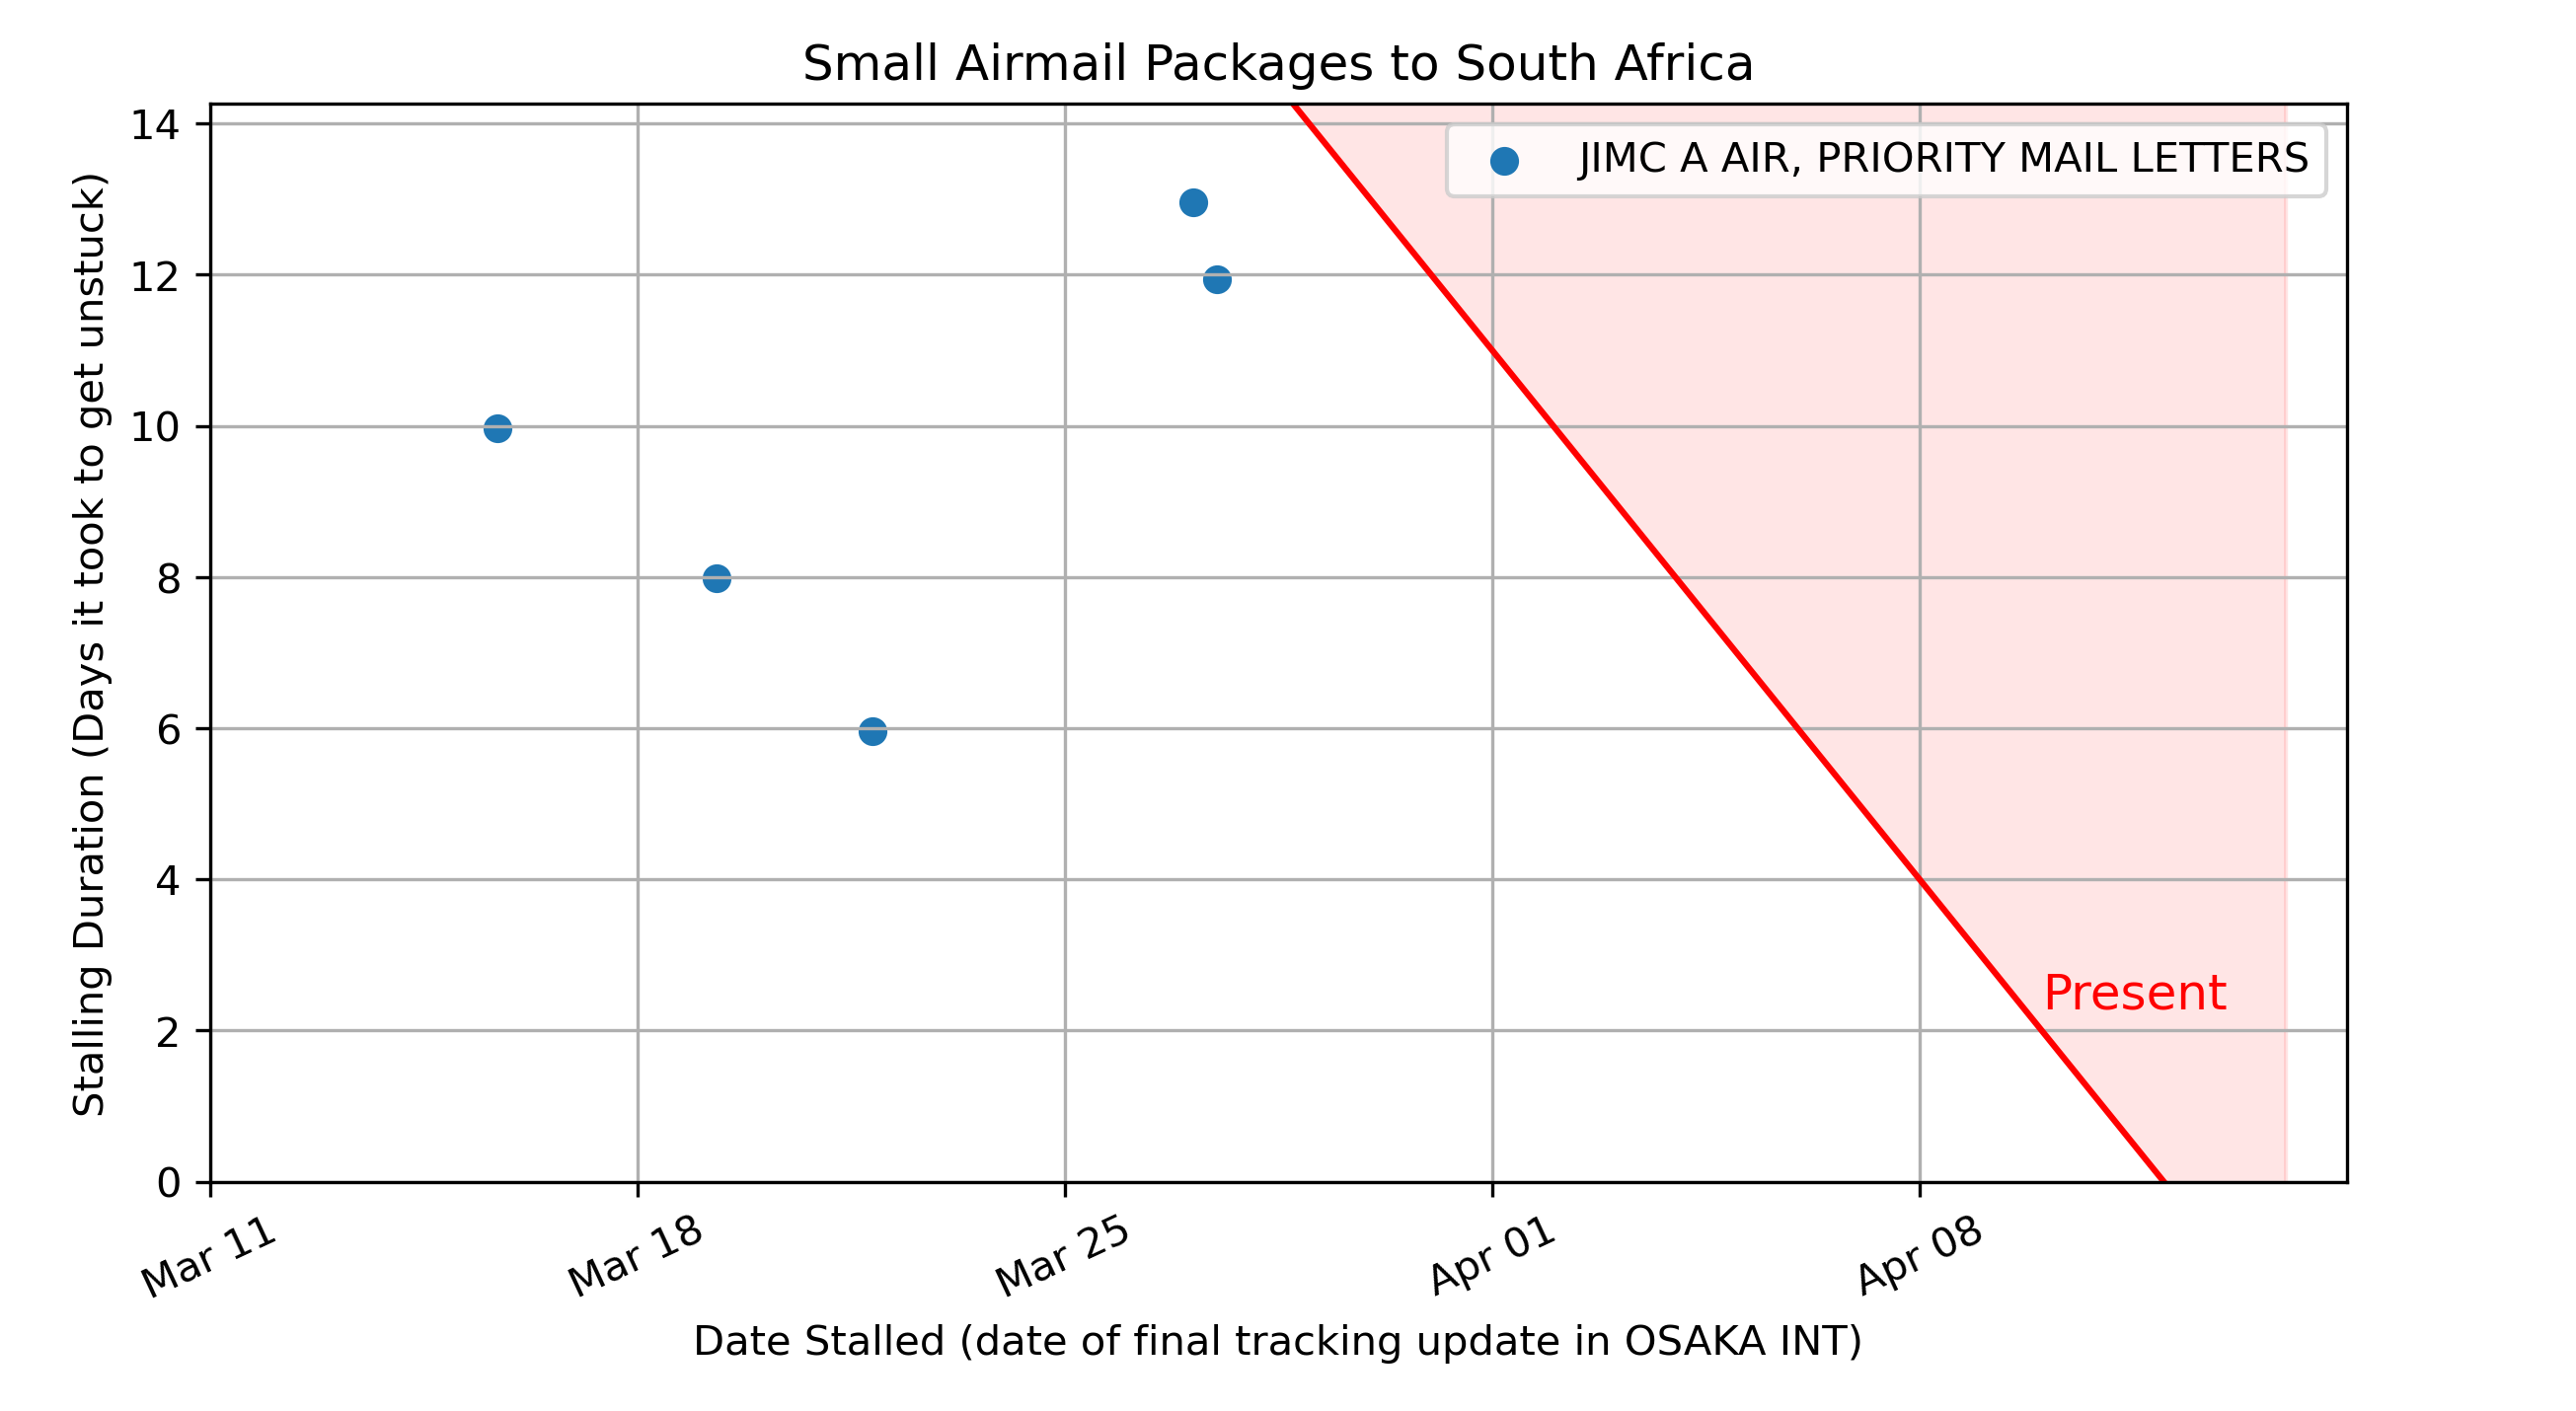 Small Airmail Packages to South Africa
JIMC A AIR, PRIORITY MAIL LETTERS
Stalling Duration (Days it took to get unstuck)
14
12
10
8
6
4
2
0
Present
Mar 11
Mar 18
Mar 25
Apr 01
Apr 08
Date Stalled (date of final tracking update in OSAKA INT)